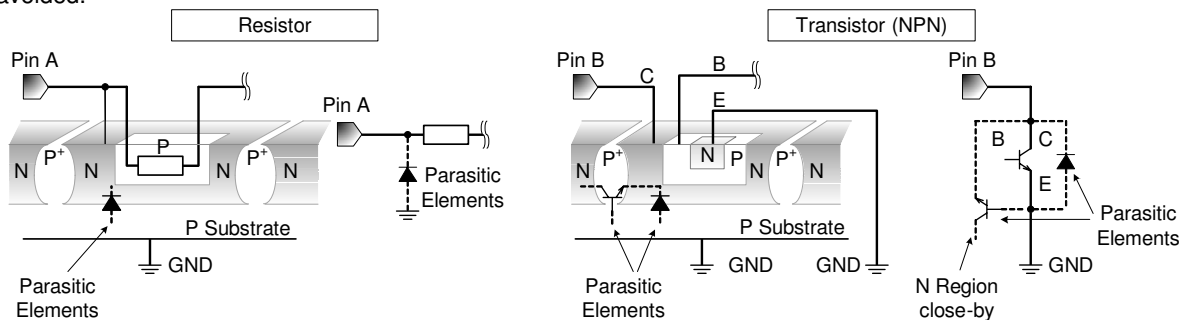 avoided.
Resistor
Transistor (NPN)
Pin A
Pin A
P
N
P+
N
N
P+
N
Parasitic
Elements
P Substrate
GND
Parasitic
Elements
Pin B
C
B
E
N
P+
N
N
P
P+
N
N
P Substrate
GND
GND
Parasitic
Elements
Pin B
B
C
E
Parasitic
Elements
GND
N Region
close-by